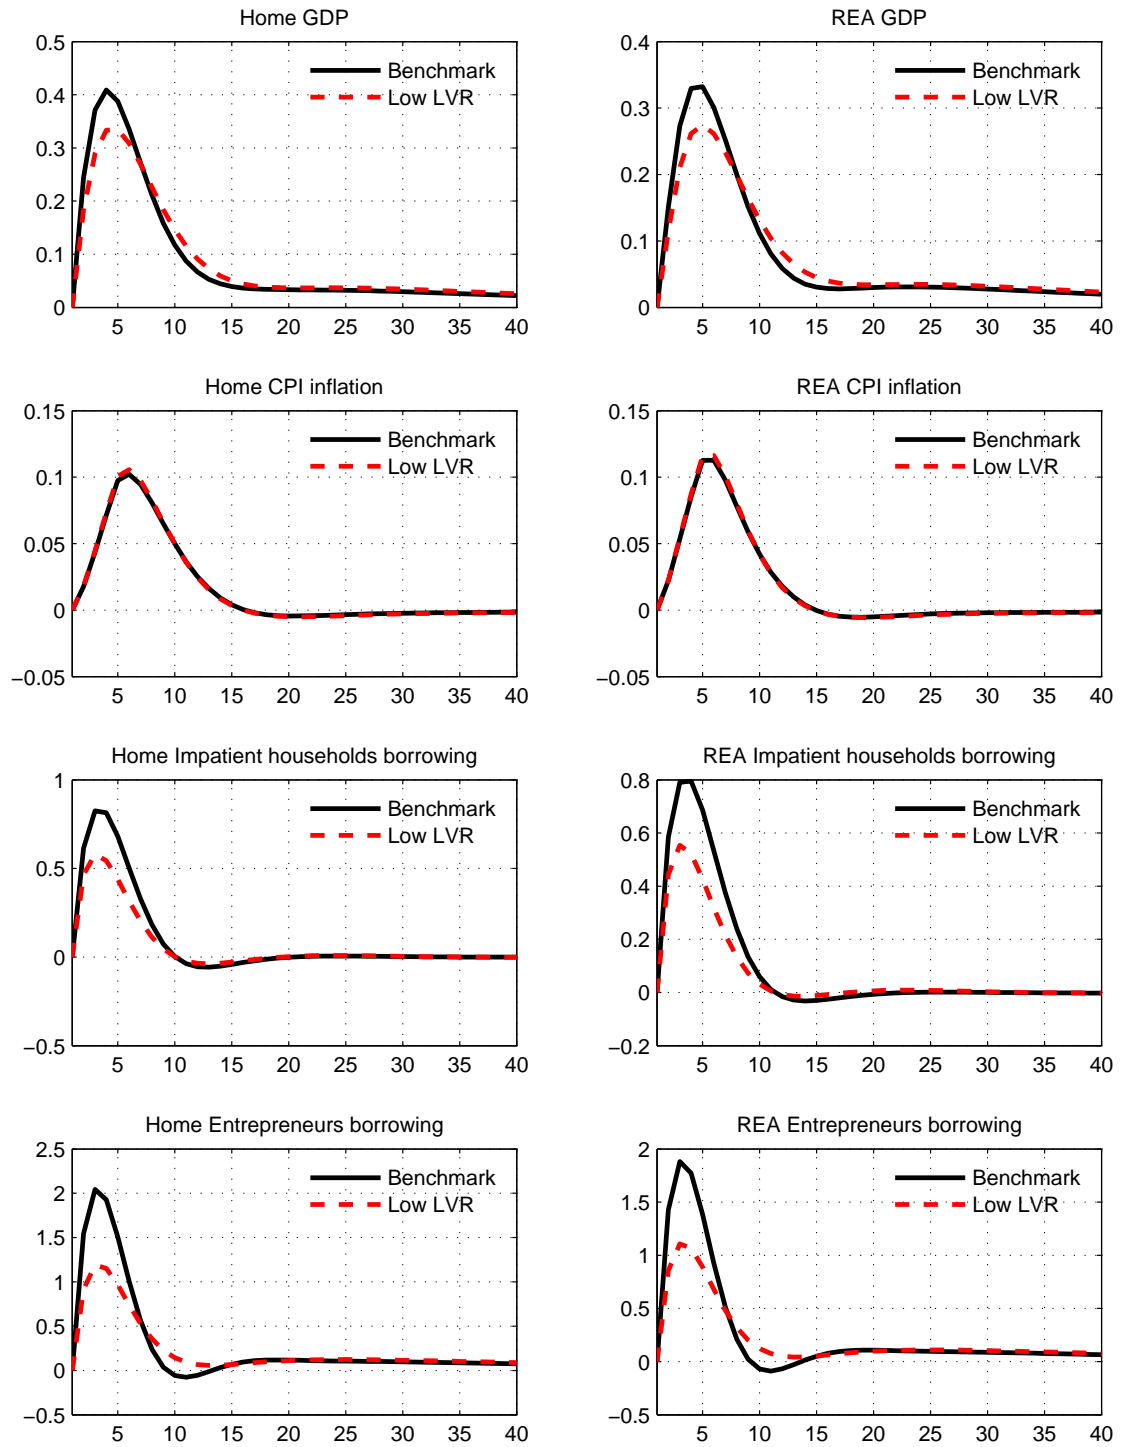 Home GDP
0.5
0.4
0.3
0.2
0.1
0
Benchmark
Low LVR
5 10 15 20 25 30 35 40
REA GDP
0.4
0.3
0.2
0.1
0
Benchmark
Low LVR
5 10 15 20 25 30 35 40
Home CPI inflation
0.15
0.1
0.05
0
−0.05
Benchmark
Low LVR
5 10 15 20 25 30 35 40
REA CPI inflation
0.15
0.1
0.05
0
−0.05
Benchmark
Low LVR
5 10 15 20 25 30 35 40
Home Impatient households borrowing
1
0.5
0
−0.5
Benchmark
Low LVR
5 10 15 20 25 30 35 40
REA Impatient households borrowing
0.8
0.6
0.4
0.2
0
−0.2
Benchmark
Low LVR
5 10 15 20 25 30 35 40
Home Entrepreneurs borrowing
2.5
2
1.5
1
0.5
0
−0.5
Benchmark
Low LVR
5 10 15 20 25 30 35 40
REA Entrepreneurs borrowing
2
1.5
1
0.5
0
−0.5
Benchmark
Low LVR
5 10 15 20 25 30 35 40